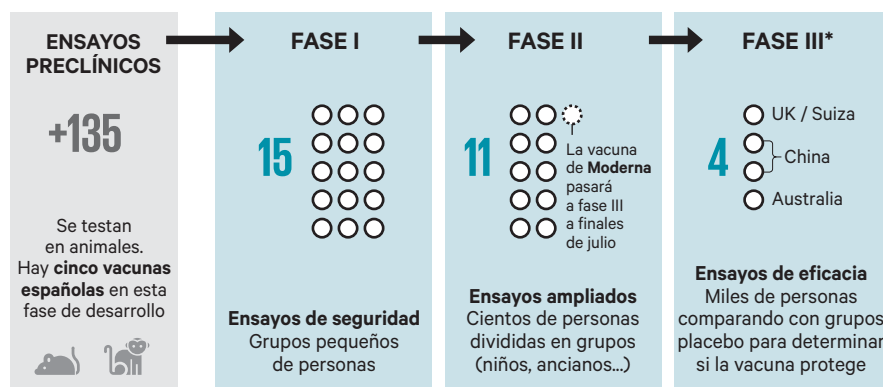 ENSAYOS
PRECLÍNICOS
+135
Se testan
en animales.
Hay cinco vacunas
españolas en esta
fase de desarrollo
FASE I
15
Ensayos de seguridad
Grupos pequeños
de personas
FASE II
11
La vacuna
de Moderna
pasará
a fase III
a finales
de julio
Ensayos ampliados
Cientos de personas
divididas en grupos
(niños, ancianos...)
FASE III*
4
UK / Suiza
China
Australia
Ensayos de eficacia
Miles de personas
comparando con grupos
placebo para determinar
si la vacuna protege